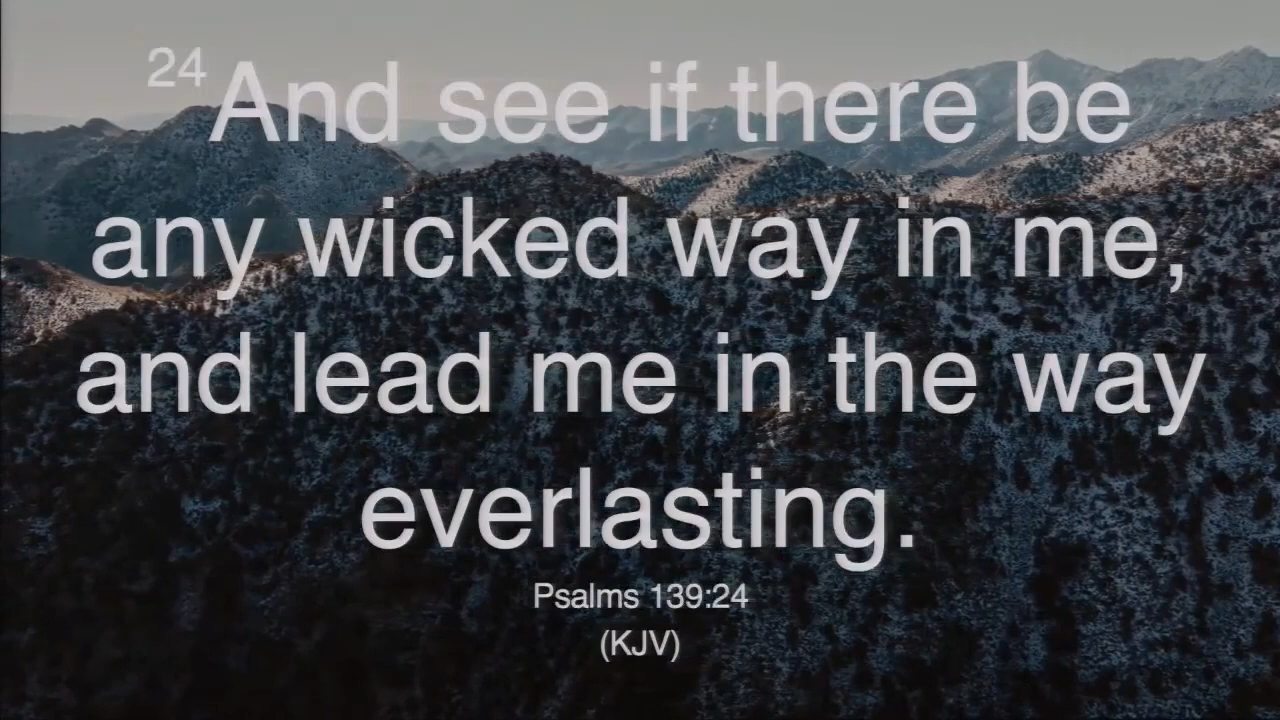 24 And see if there be
any wicked way in me,
and lead me in the way
everlasting.
Psalms 139:24
(KJV)